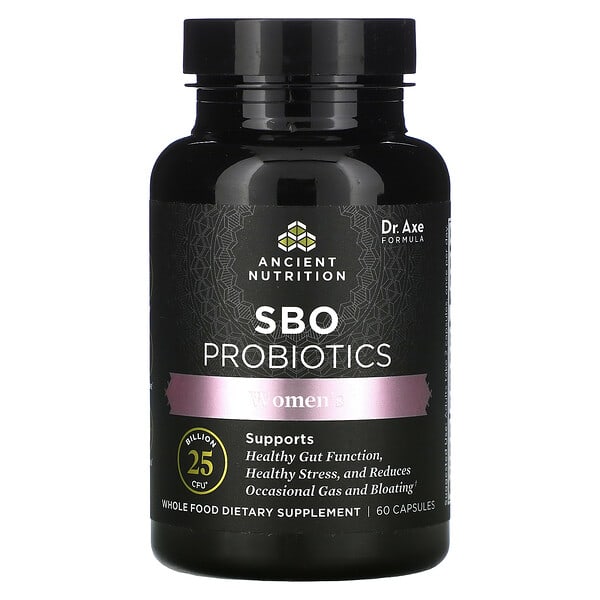 Dr. Axe
FORMULA
ANCIENT
NUTRITION
SBO
PROBIOTICS
Women's
BILLION
25
CFU*
Supports
Healthy Gut Function,
Healthy Stress, and Reduces
Occasional Gas and Bloating†
WHOLE FOOD DIETARY SUPPLEMENT | 60 CAPSULES